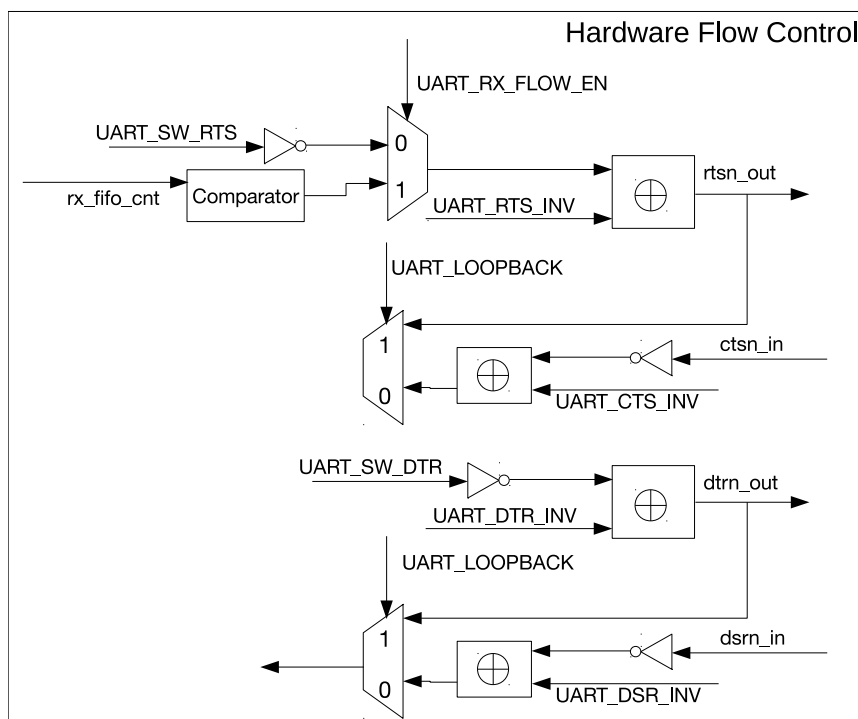 Hardware Flow Control
UART_RX_FLOW_EN
UART_SW_RTS
0
rx_fifo_cnt
Comparator
1
UART_RTS_INV
rtsn_out
UART_LOOPBACK
1
ctsn_in
0
UART_CTS_INV
UART_SW_DTR
dtrn_out
UART_DTR_INV
UART_LOOPBACK
1
dsrn_in
0
UART_DSR_INV